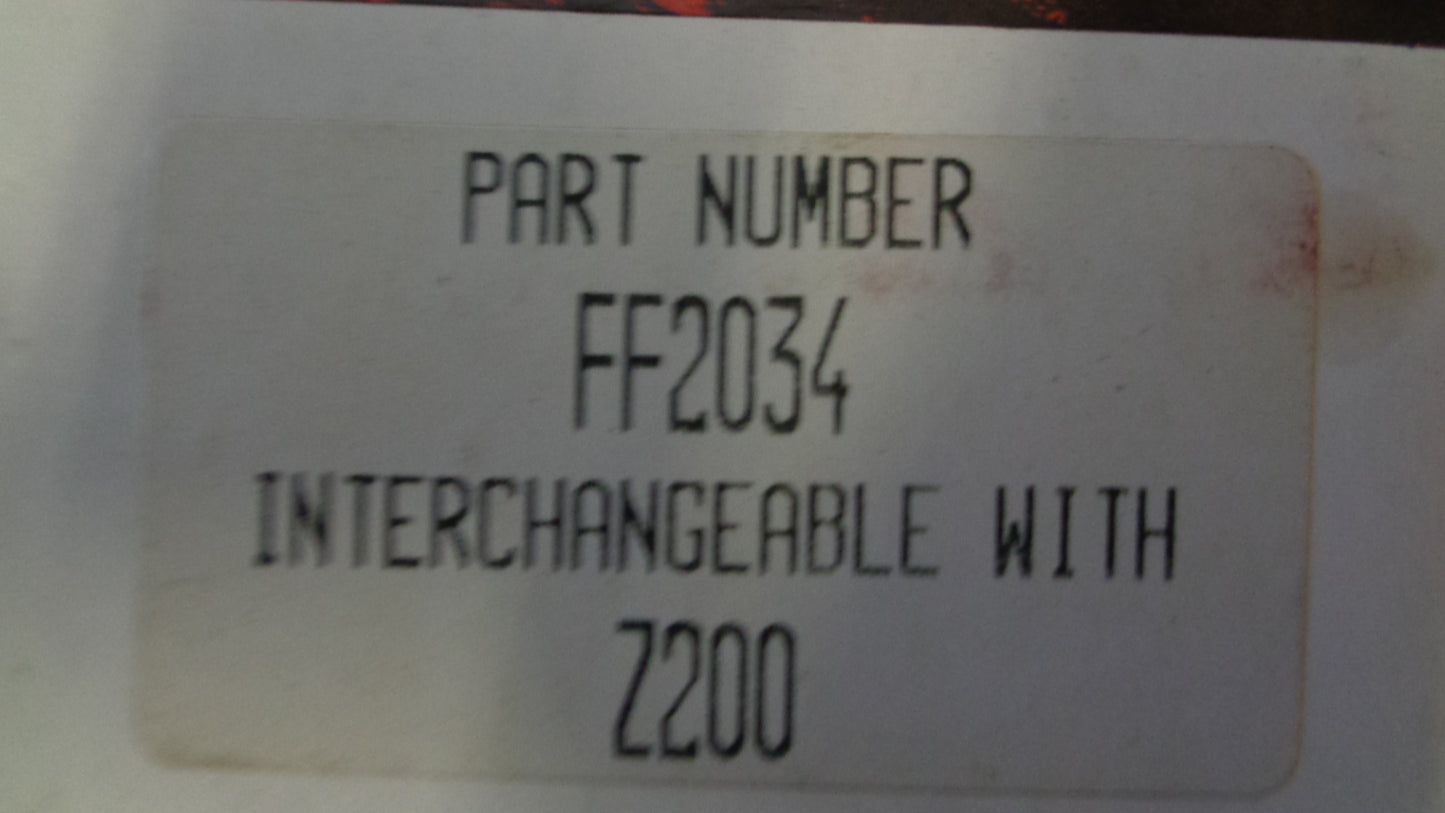 PART NUMBER
FF2034
INTERCHANGEABLE WITH
Z200